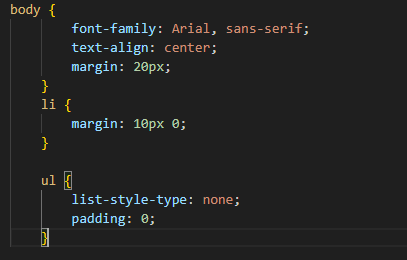 body {
font-family: Arial, sans-serif;
text-align: center;
margin: 20px;
}
li {
margin: 10px 0;
}
ul {
list-style-type: none;
padding: 0;
}